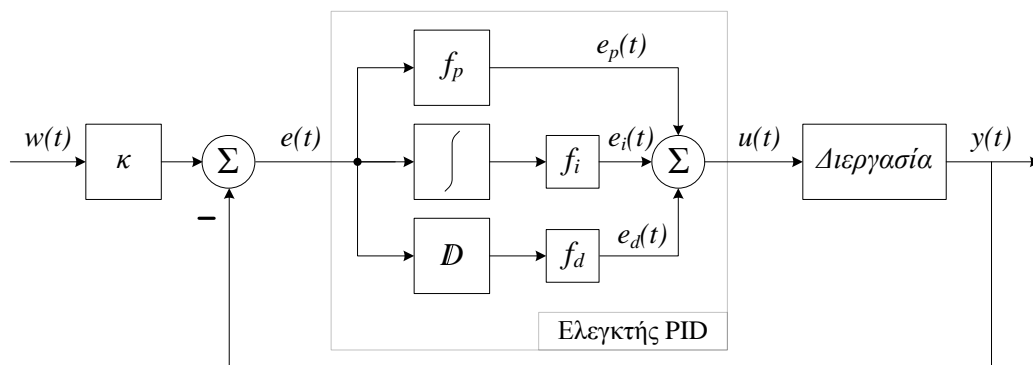 f_p
e_p(t)
w(t)
κ
Σ
e(t)
∫
f_i
e_i(t)
Σ
u(t)
Διεργασία
y(t)
−
𝔻
f_d
e_d(t)
Ελεγκτής PID